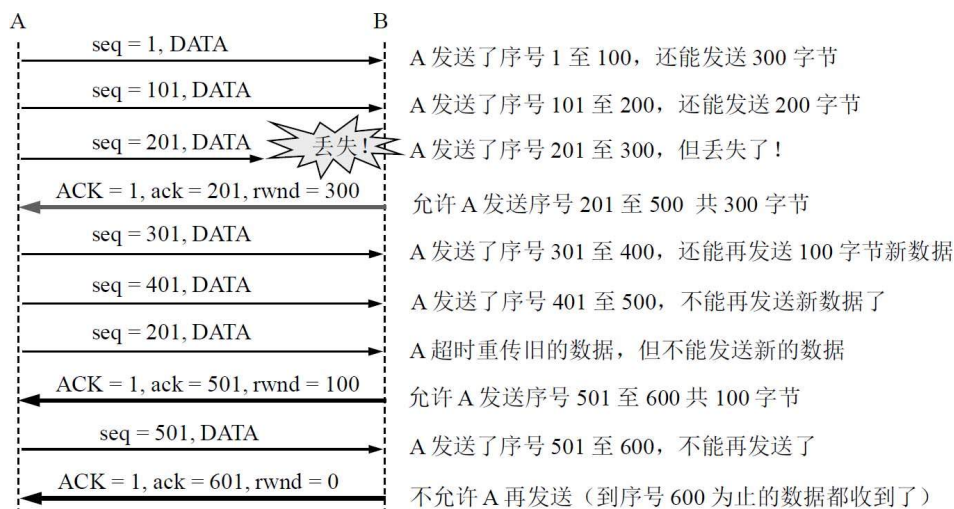 A B
seq = 1, DATA
A 发送了序号 1 至 100，还能发送 300 字节
seq = 101, DATA
A 发送了序号 101 至 200，还能发送 200 字节
seq = 201, DATA
丢失！
A 发送了序号 201 至 300，但丢失了！
ACK = 1, ack = 201, rwnd = 300
允许 A 发送序号 201 至 500 共 300 字节
seq = 301, DATA
A 发送了序号 301 至 400，还能再发送 100 字节新数据
seq = 401, DATA
A 发送了序号 401 至 500，不能再发送新数据了
seq = 201, DATA
A 超时重传旧的数据，但不能发送新的数据
ACK = 1, ack = 501, rwnd = 100
允许 A 发送序号 501 至 600 共 100 字节
seq = 501, DATA
A 发送了序号 501 至 600，不能再发送了
ACK = 1, ack = 601, rwnd = 0
不允许 A 再发送（到序号 600 为止的数据都收到了）